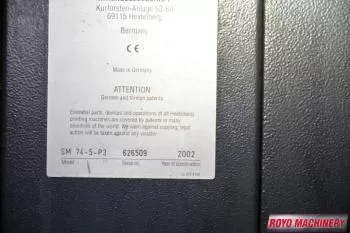 Kurfürsten-Anlage 52-60
69115 Heidelberg
Germany
CE
Made in Germany
ATTENTION
German and foreign patents
Essential parts, devices and operations of all Heidelberg
printing machines are covered by patents in many
countries of the world. We warn against copying, legal
action will be taken against any violation.
SM 74-5-P3 626509 2002
Model Serial no. Year of construction
ROYO MACHINERY